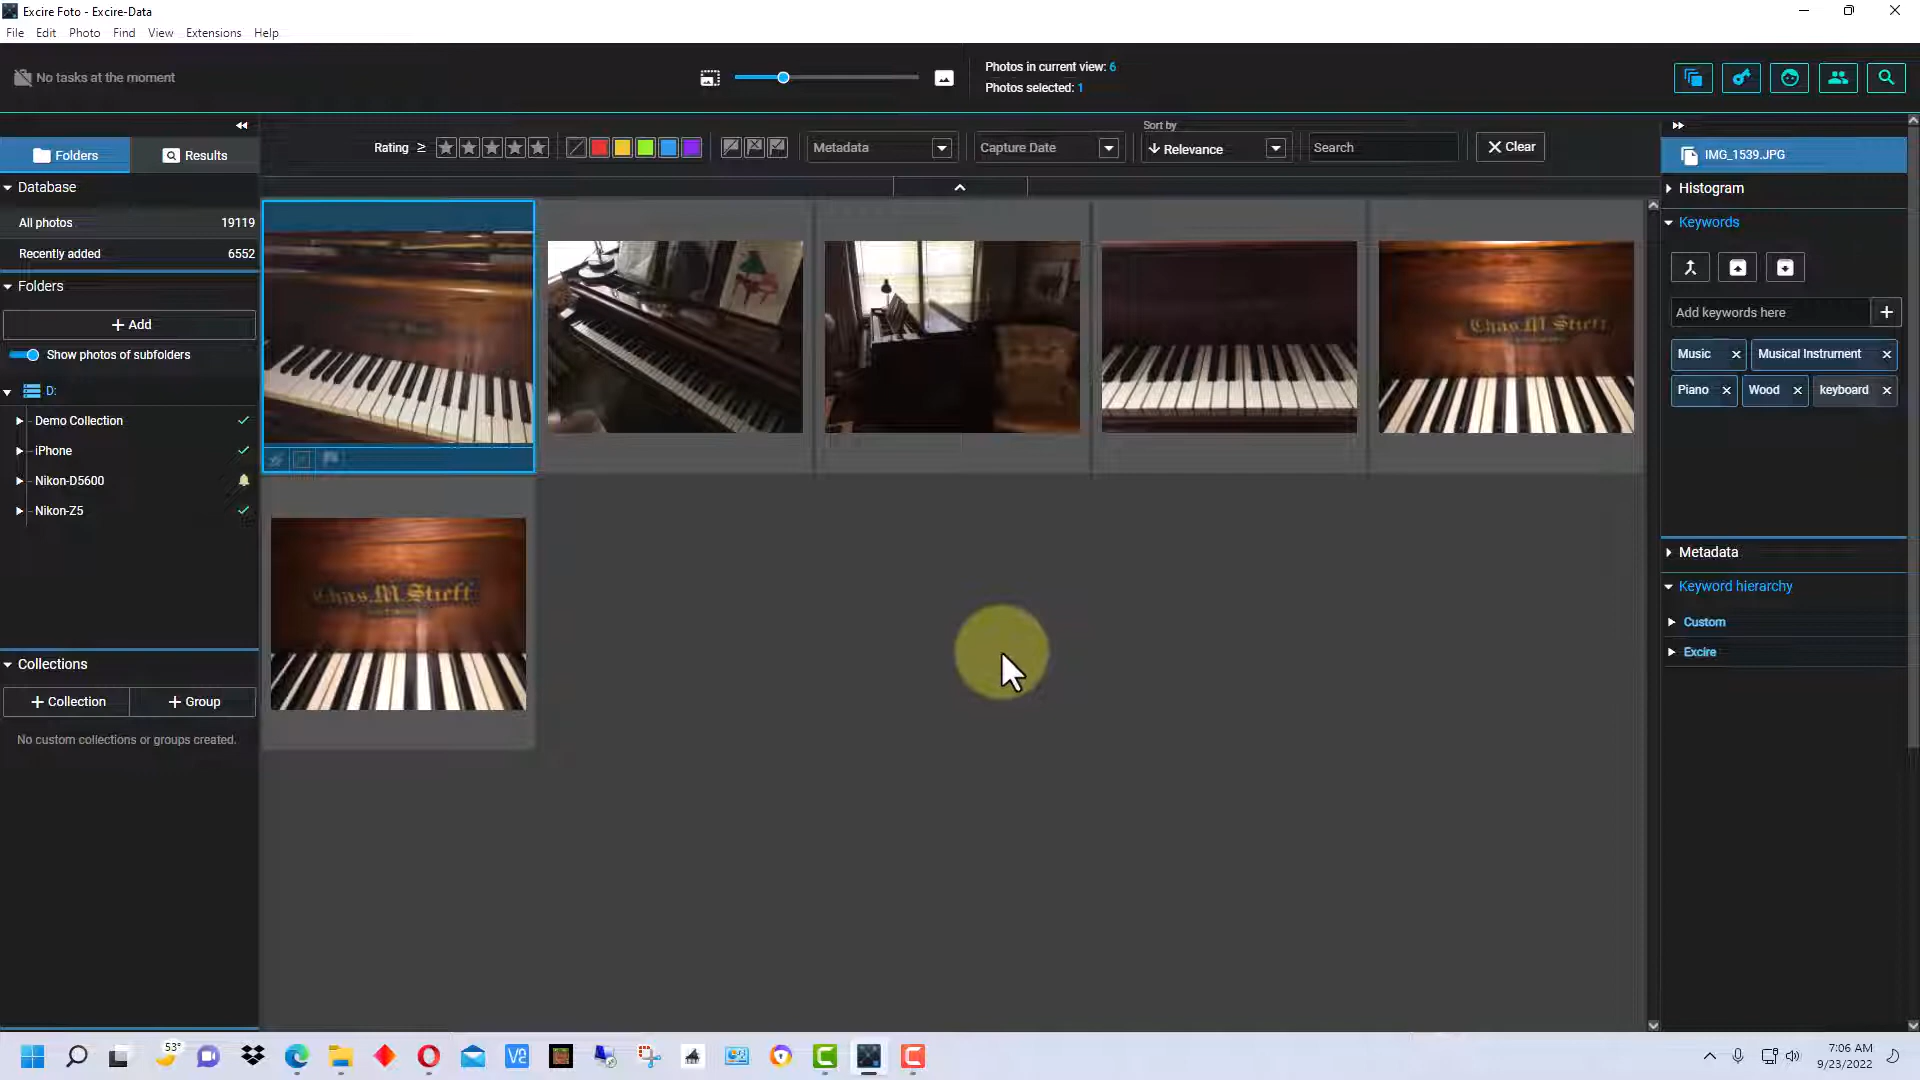 Excire Foto - Excire-Data
File Edit Photo Find View Extensions Help
No tasks at the moment
Photos in current view: 6
Photos selected: 1
Folders
Results
Rating ≥
Metadata
Capture Date
Sort by
Relevance
Search
Clear
IMG_1539.JPG
Database
All photos 19119
Recently added 6552
Folders
+ Add
Show photos of subfolders
D:
Demo Collection
iPhone
Nikon-D5600
Nikon-Z5
Collections
+ Collection
+ Group
No custom collections or groups created.
Chas.M.Stieff
Chas.M.Stieff
Histogram
Keywords
Add keywords here
Music
Musical Instrument
Piano
Wood
keyboard
Metadata
Keyword hierarchy
Custom
Excire
53°
7:06 AM
9/23/2022